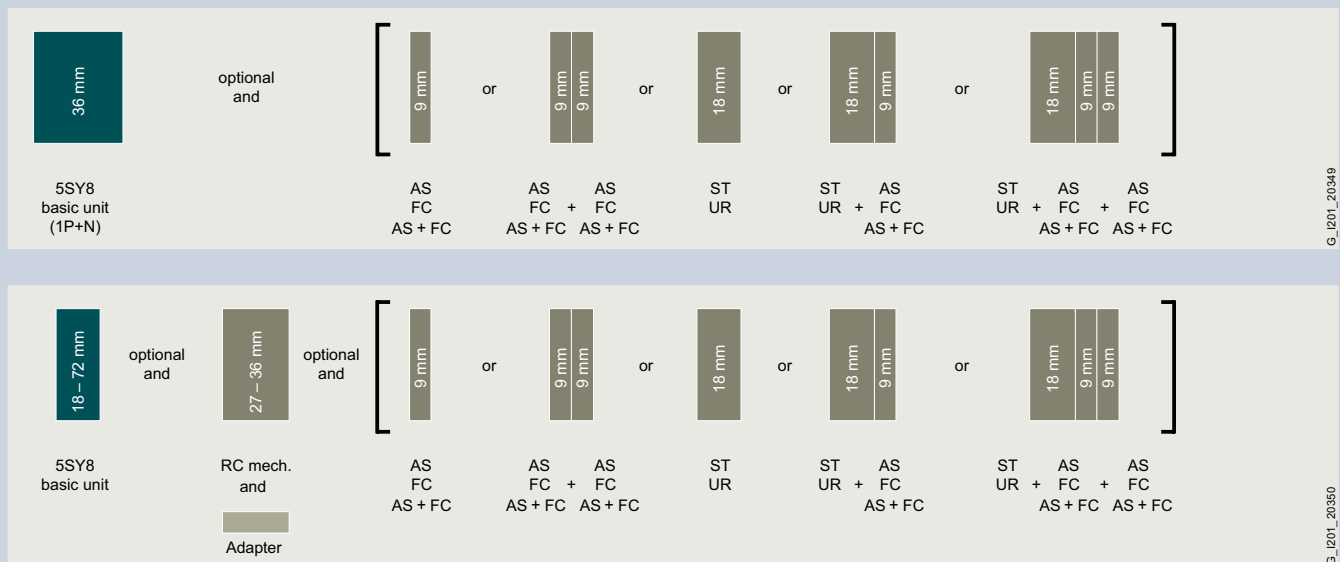 36 mm
optional
and
9 mm
or
9 mm 9 mm
or
18 mm
or
18 mm 9 mm
or
18 mm 9 mm 9 mm
5SY8
basic unit
(1P+N)
AS
FC
AS + FC
AS AS
FC + FC
AS + FC AS + FC
ST
UR
ST AS
UR + FC
AS + FC
ST AS AS
UR + FC + FC
AS + FC AS + FC
G_I201_20349
18 – 72 mm
optional
and
27 – 36 mm
optional
and
9 mm
or
9 mm 9 mm
or
18 mm
or
18 mm 9 mm
or
18 mm 9 mm 9 mm
5SY8
basic unit
RC mech.
and
Adapter
AS
FC
AS + FC
AS AS
FC + FC
AS + FC AS + FC
ST
UR
ST AS
UR + FC
AS + FC
ST AS AS
UR + FC + FC
AS + FC AS + FC
G_I201_20350